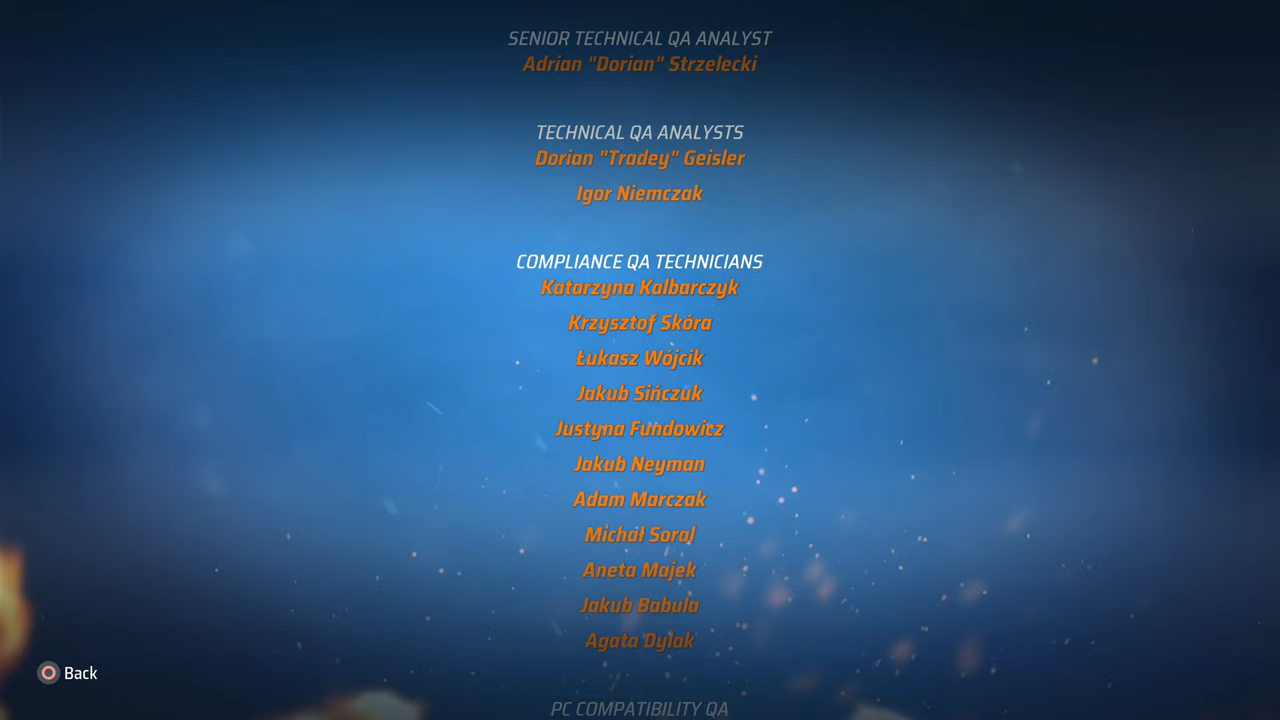 SENIOR TECHNICAL QA ANALYST
Adrian "Dorian" Strzelecki
TECHNICAL QA ANALYSTS
Dorian "Tradey" Geisler
Igor Niemczak
COMPLIANCE QA TECHNICIANS
Katarzyna Kalbarczyk
Krzysztof Skóra
Łukasz Wójcik
Jakub Sińczuk
Justyna Fundowicz
Jakub Neyman
Adam Marczak
Michał Soral
Aneta Majek
Jakub Babula
Agata Dylak
Back
PC COMPATIBILITY QA